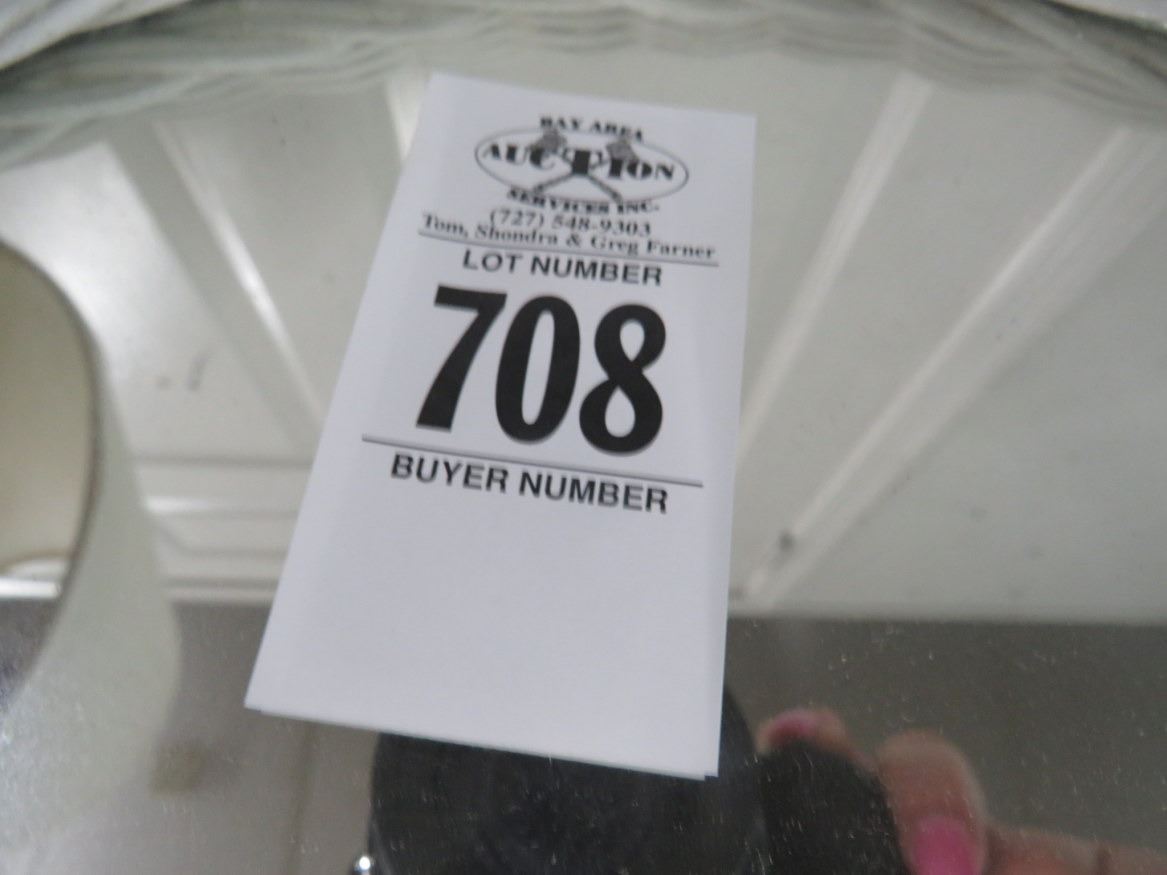 BAY AREA
AUCTION
SERVICES INC.
(727) 548-9303
Tom, Shondra & Greg Farner
LOT NUMBER
708
BUYER NUMBER